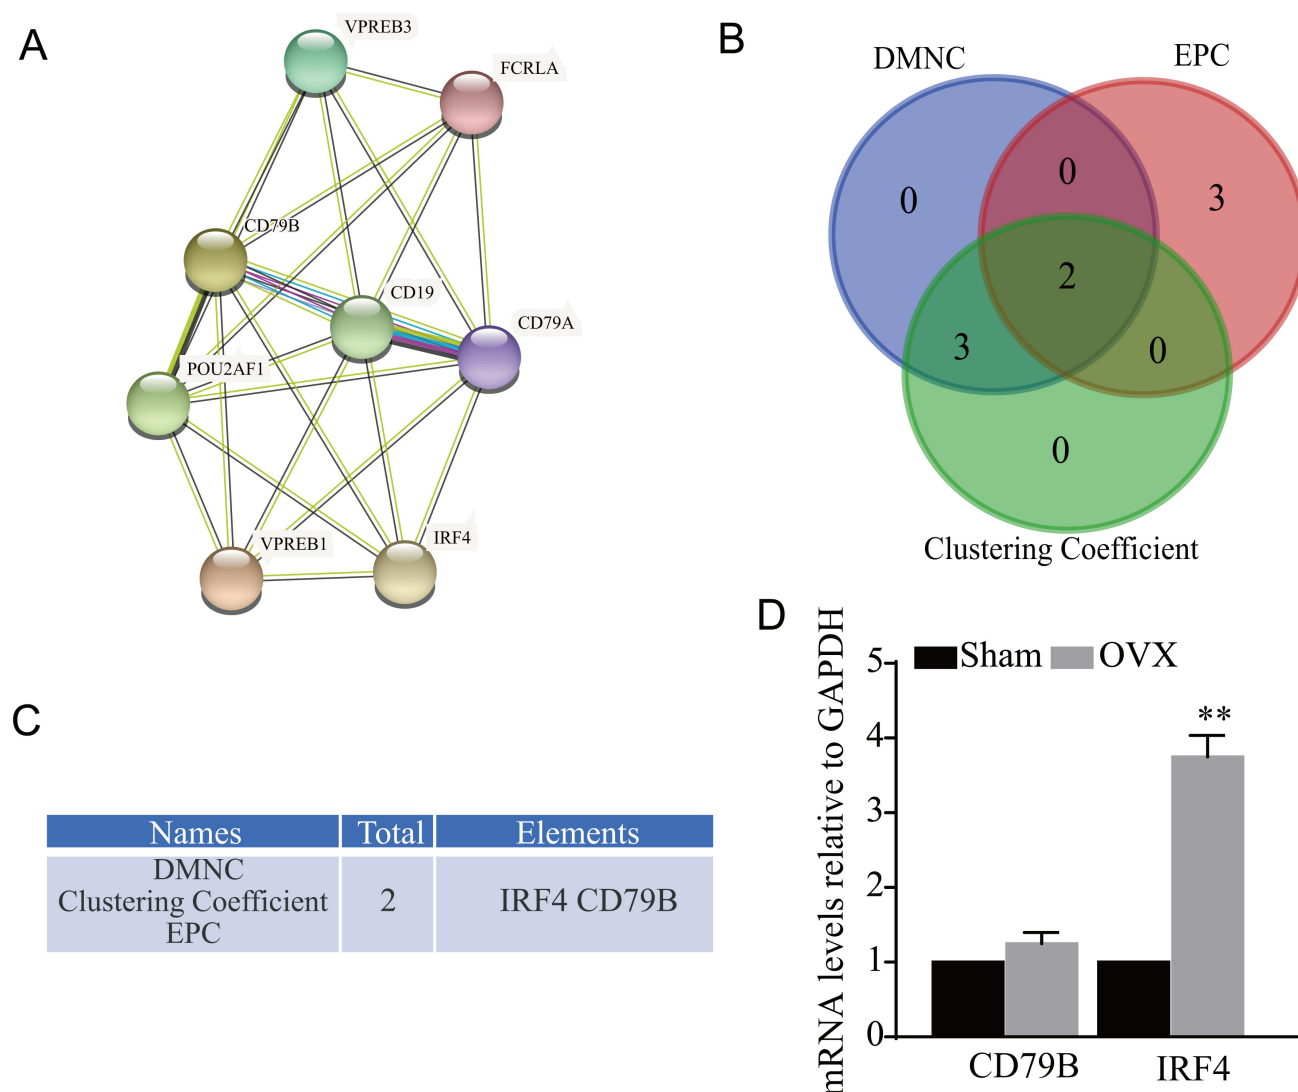 A
VPREB3
FCRLA
CD79B
CD19
CD79A
POU2AF1
VPREB1
IRF4
B
DMNC
EPC
0
0
3
2
3
0
0
Clustering Coefficient
C
Names Total Elements
DMNC
Clustering Coefficient
EPC
2
IRF4 CD79B
D
mRNA levels relative to GAPDH
Sham OVX
5
4
3
2
1
0
**
CD79B IRF4